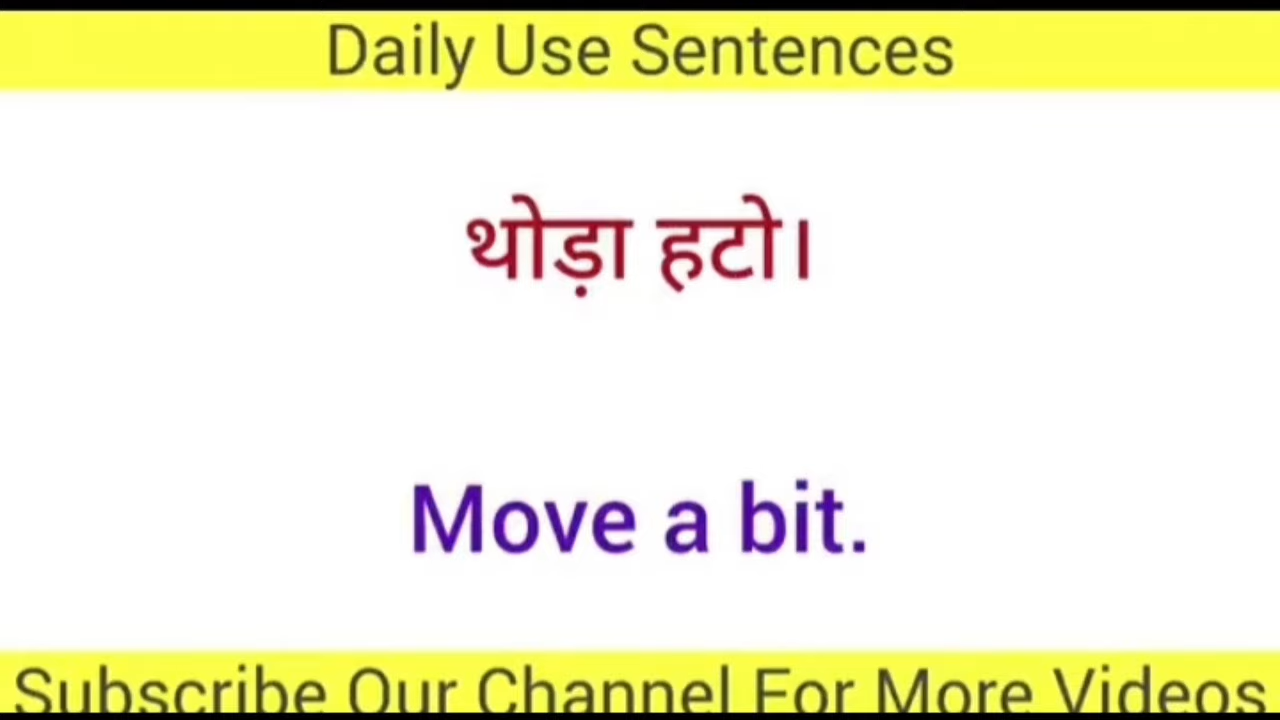 Daily Use Sentences
थोड़ा हटो।
Move a bit.
Subscribe Our Channel For More Videos